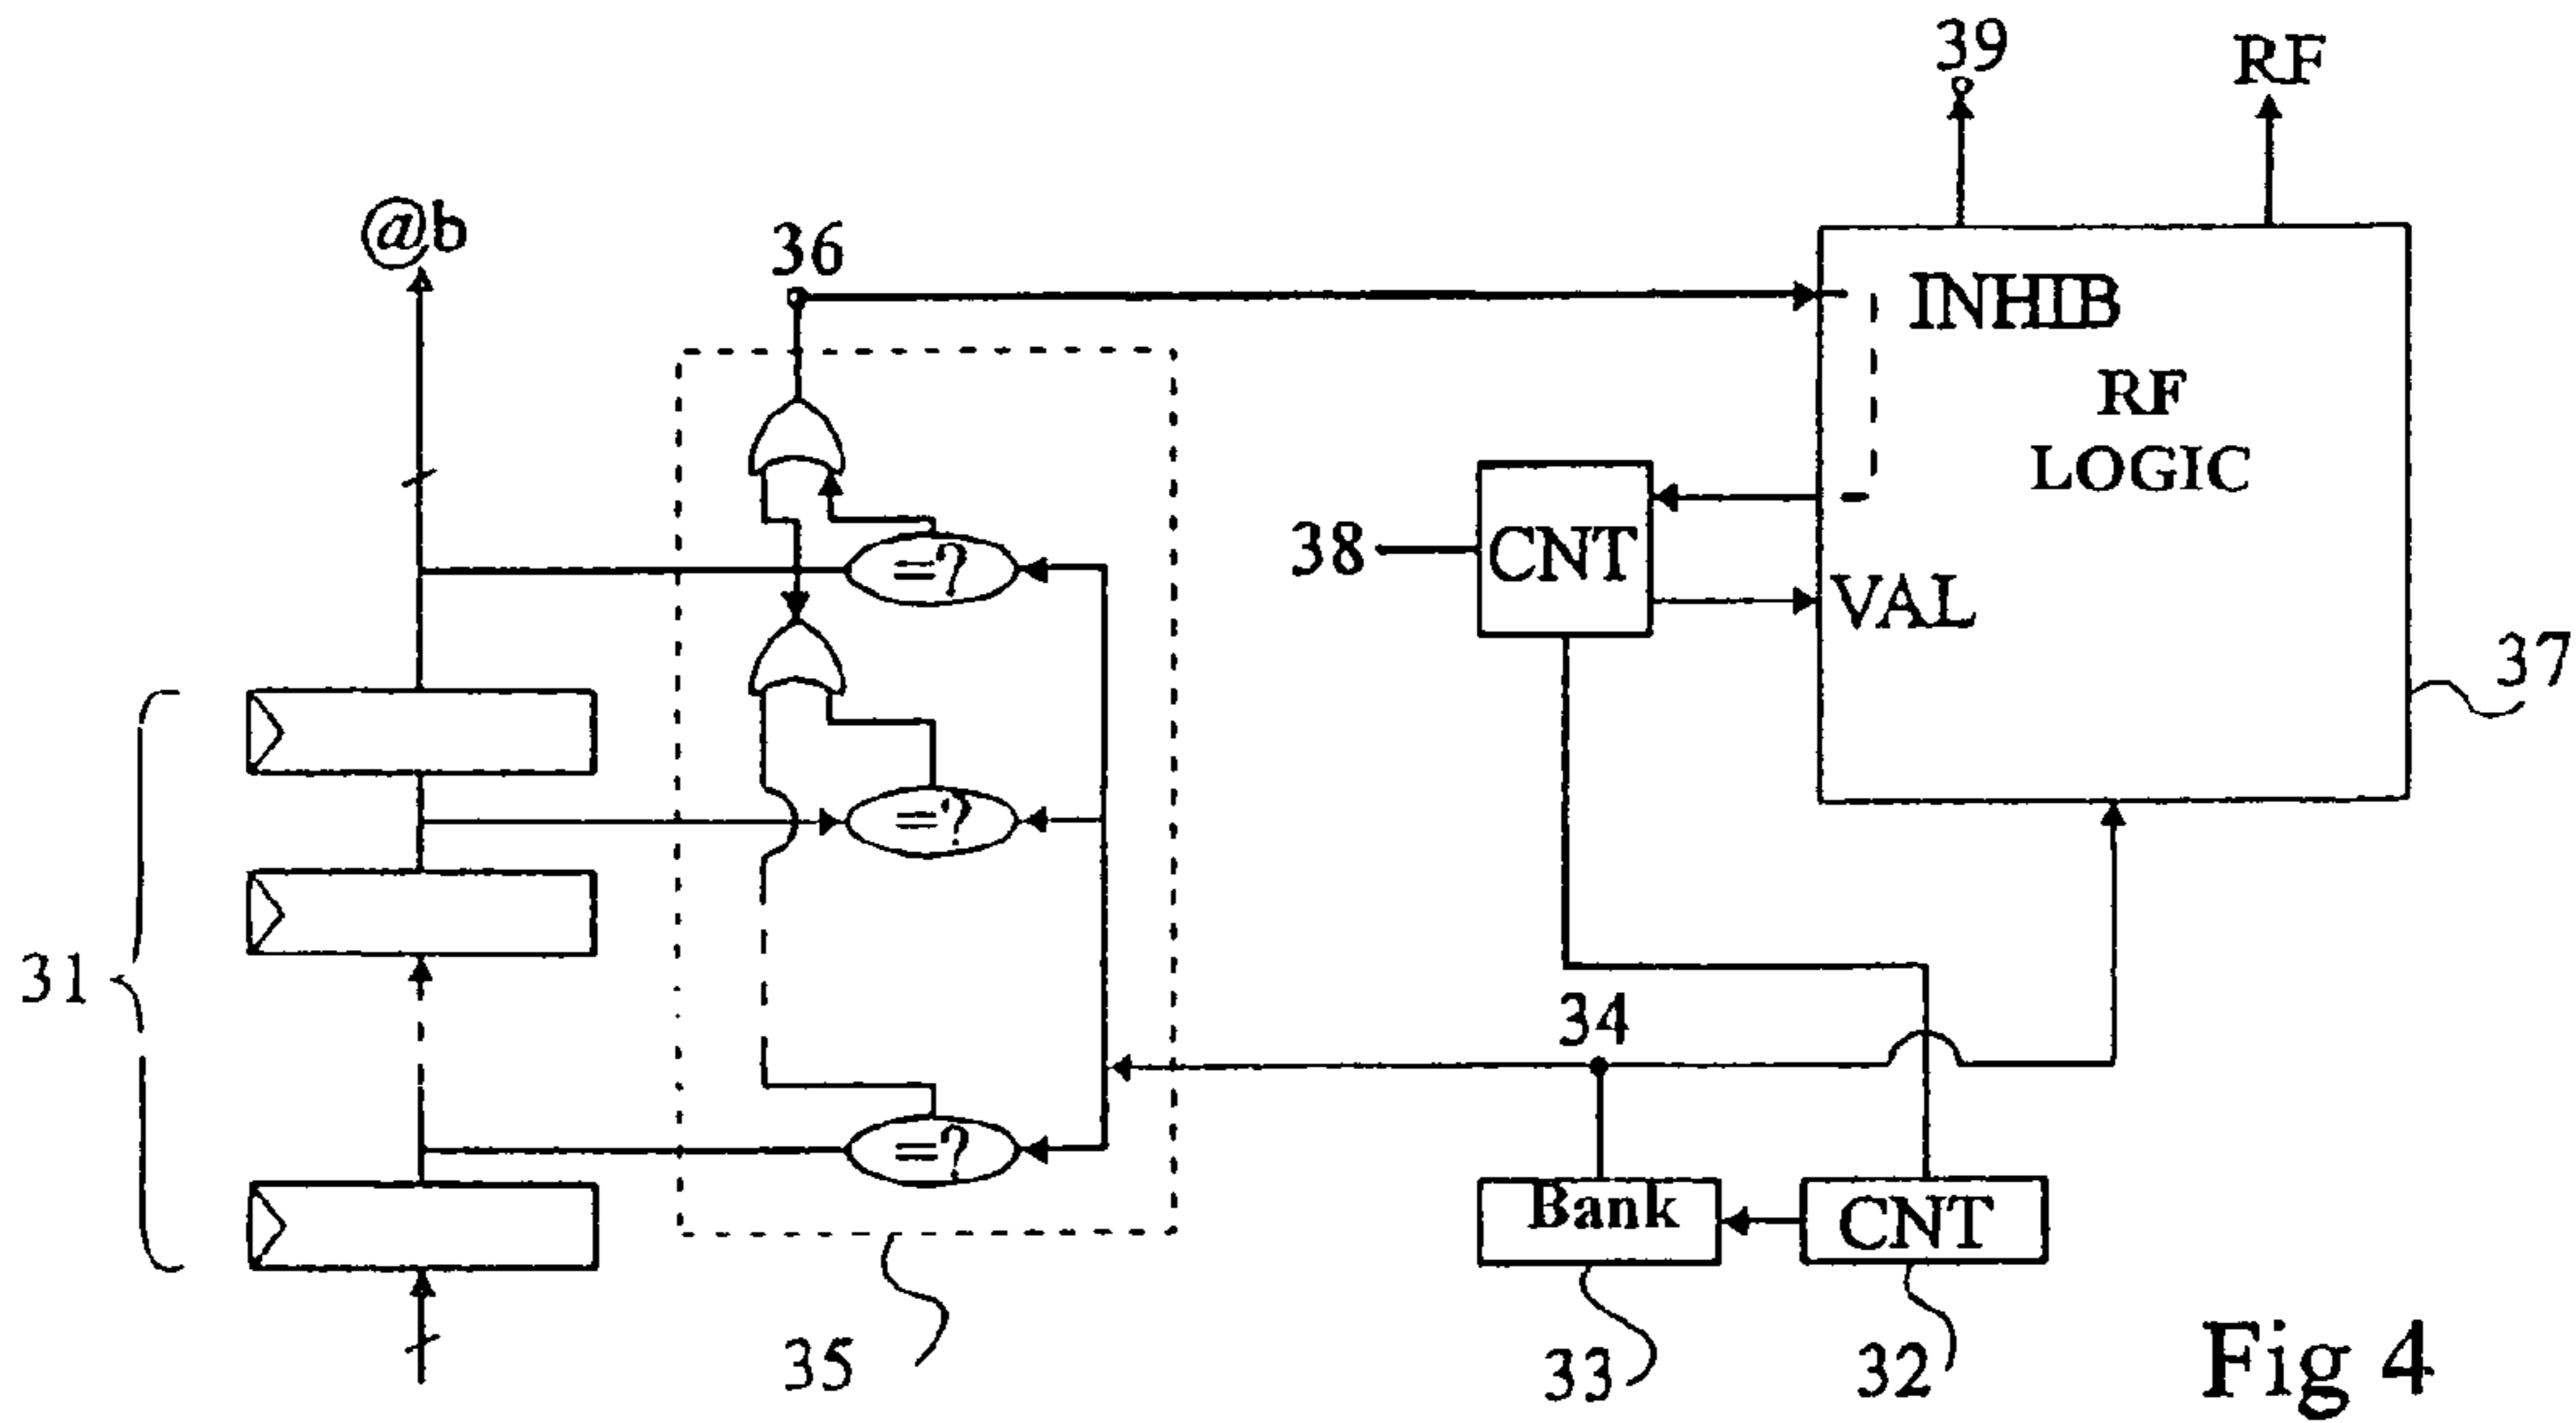 39
RF
@b
36
INHIB
RF
LOGIC
38
CNT
=?
VAL
37
=?
31
34
=?
Bank
CNT
35
33
32
Fig 4